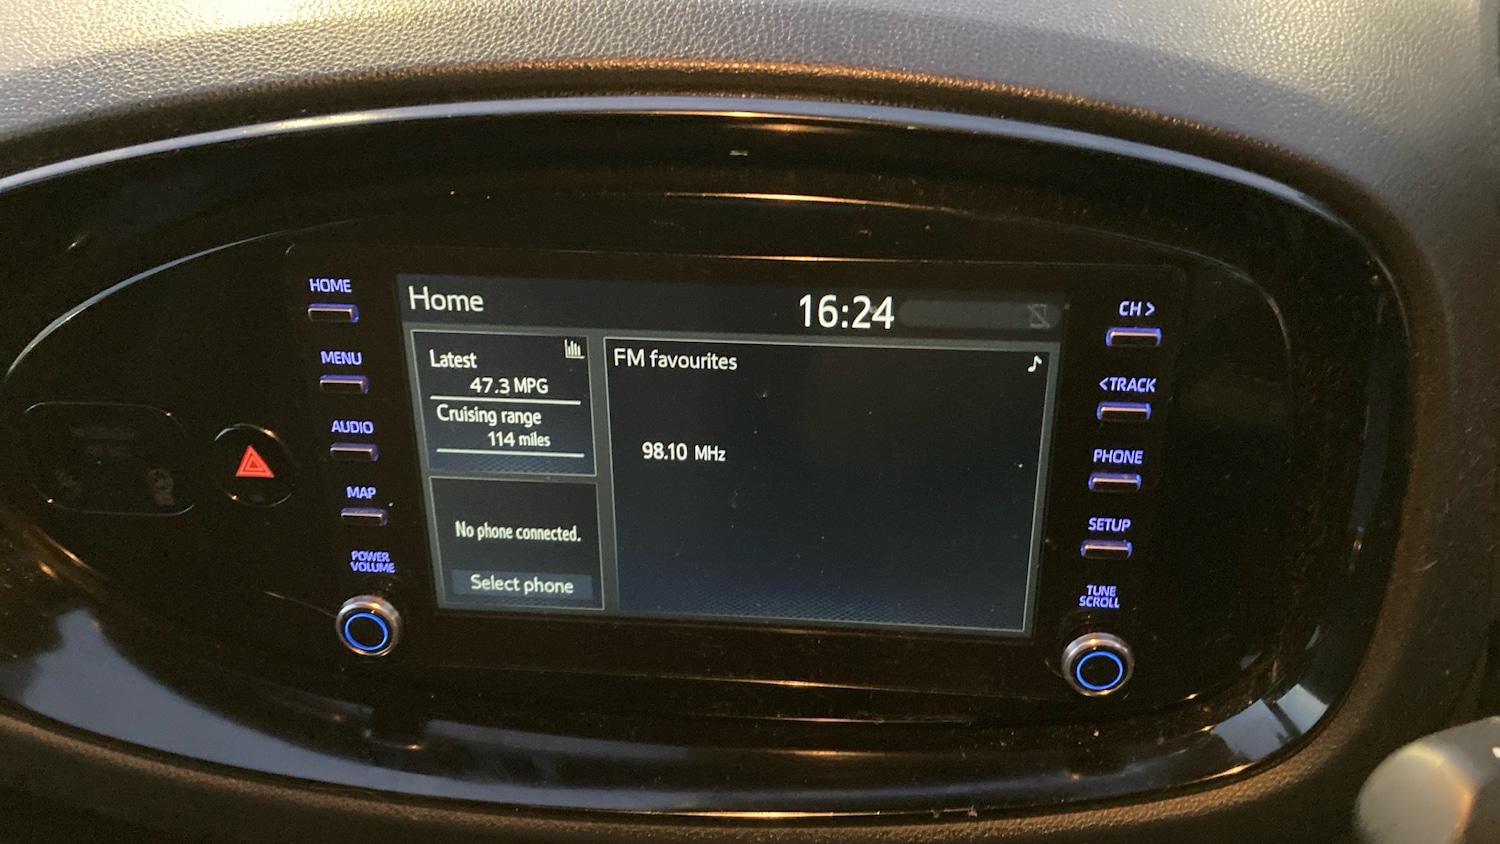 HOME
MENU
AUDIO
MAP
POWER
VOLUME
Home
16:24
Latest
47.3 MPG
Cruising range
114 miles
No phone connected.
Select phone
FM favourites
98.10 MHz
CH >
<TRACK
PHONE
SETUP
TUNE
SCROLL